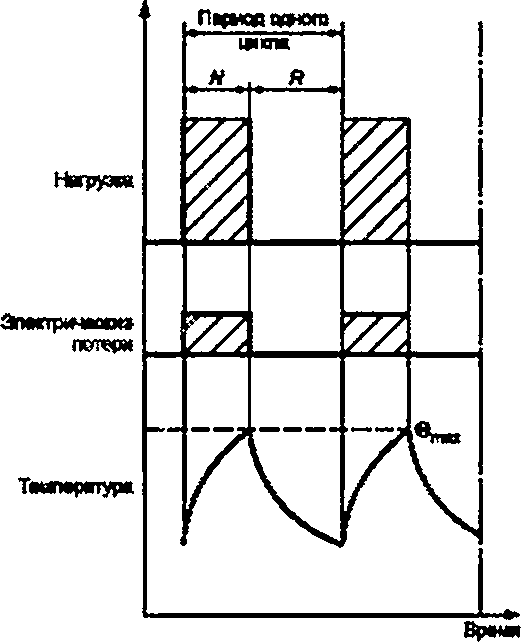 Период одного
цикла
N
R
Нагрузка
Электрические
потери
Θmax
Температура
Время